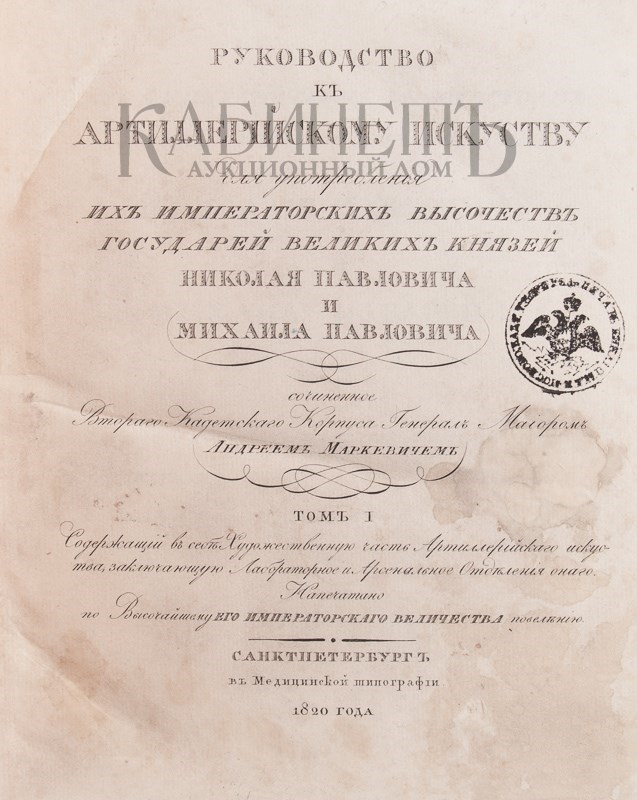 РУКОВОДСТВО
КЪ
АРТИЛЛЕРІЙСКОМУ ИСКУСТВУ
КАБИНЕТЪ
АУКЦИОННЫЙ ДОМ
для употребленія
ИХЪ ИМПЕРАТОРСКИХЪ ВЫСОЧЕСТВЪ
ГОСУДАРЕЙ ВЕЛИКИХЪ КНЯЗЕЙ
НИКОЛАЯ ПАВЛОВИЧА
И
МИХАИЛА ПАВЛОВИЧА
сочиненное
Втораго Кадетскаго Корпуса Генералъ Маіоромъ
АНДРЕЕМЪ МАРКЕВИЧЕМЪ
ТОМЪ I
Содержащій въ себѣ Художественную часть Артиллерійскаго искус-
тва, заключающую Лабораторное и Арсенальное Отдѣленія онаго.
Напечатано
по Высочайшему ЕГО ИМПЕРАТОРСКАГО ВЕЛИЧЕСТВА повелѣнію.
САНКТПЕТЕРБУРГЪ
въ Медицинской типографіи
1820 ГОДА